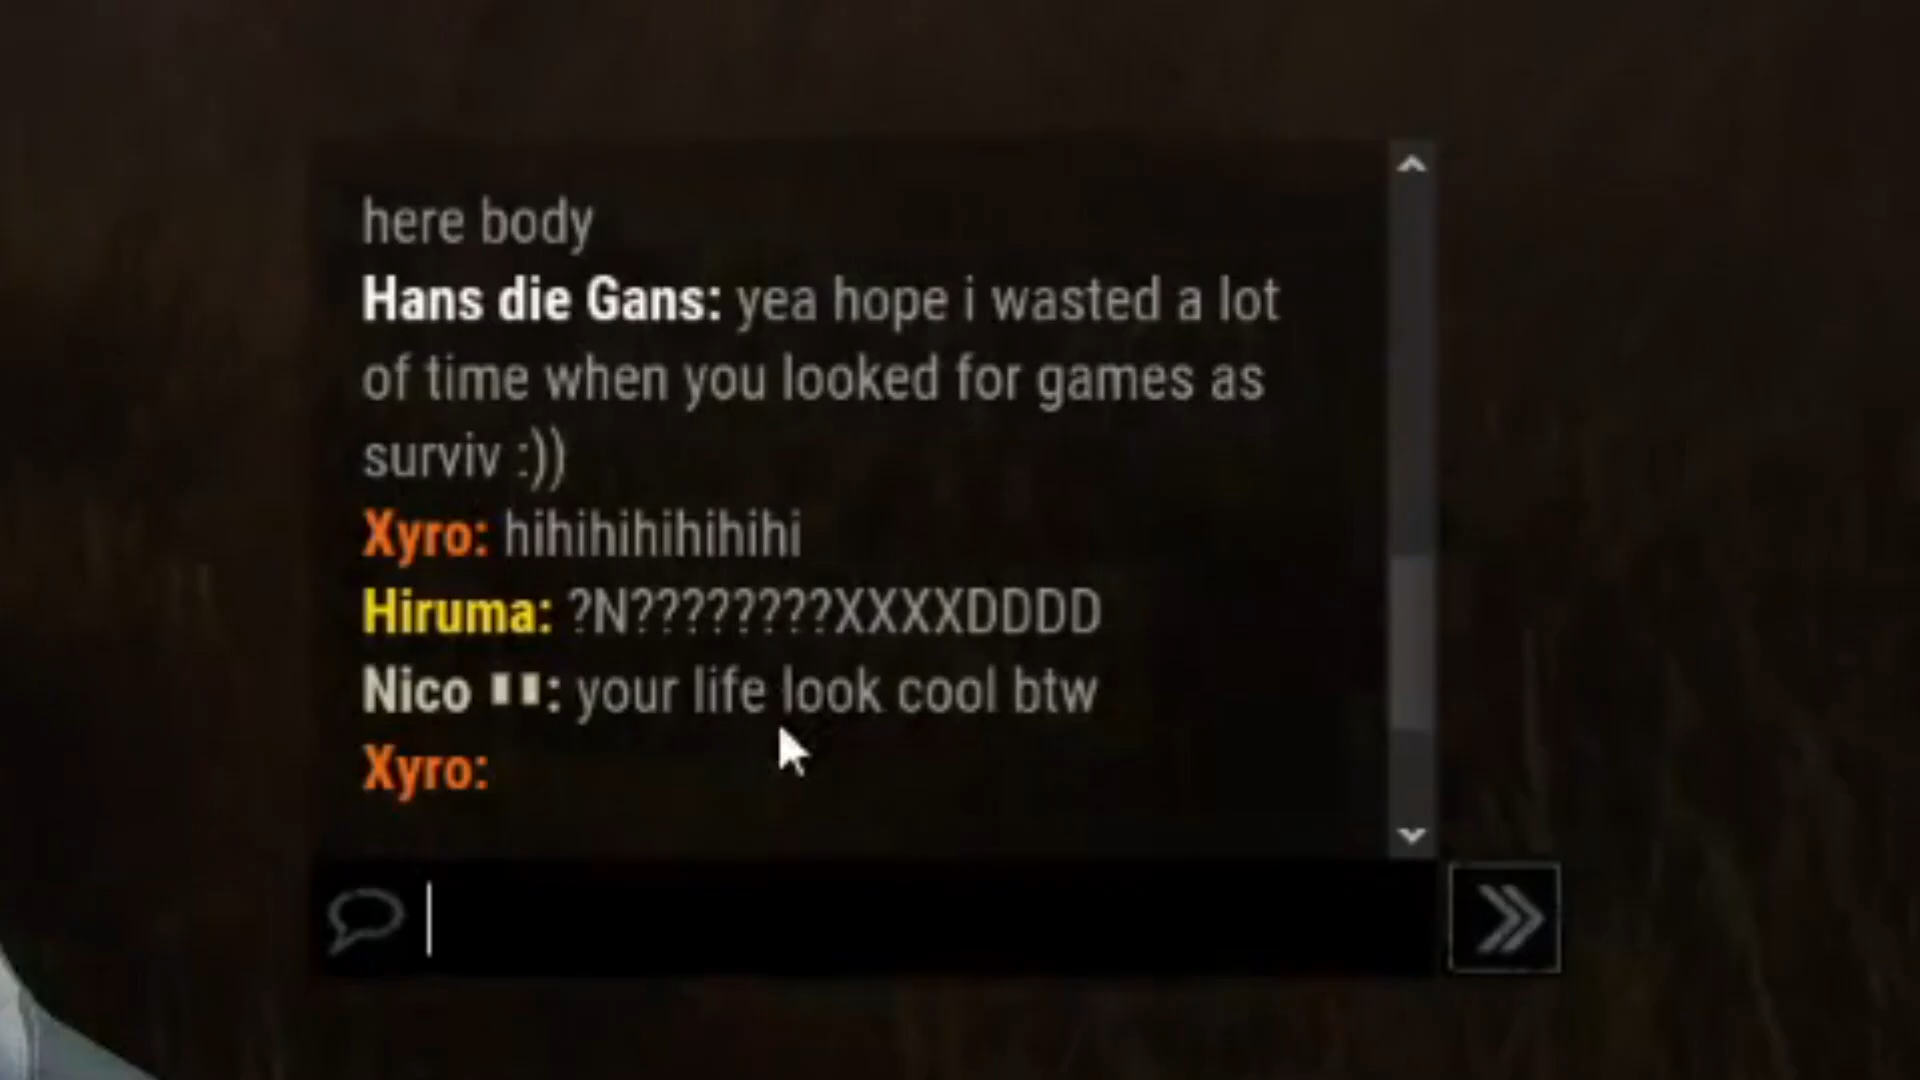 here body
Hans die Gans: yea hope i wasted a lot
of time when you looked for games as
surviv :))
Xyro: hihihihihihihi
Hiruma: ?N????????XXXXDDDD
Nico ▮▮: your life look cool btw
Xyro: